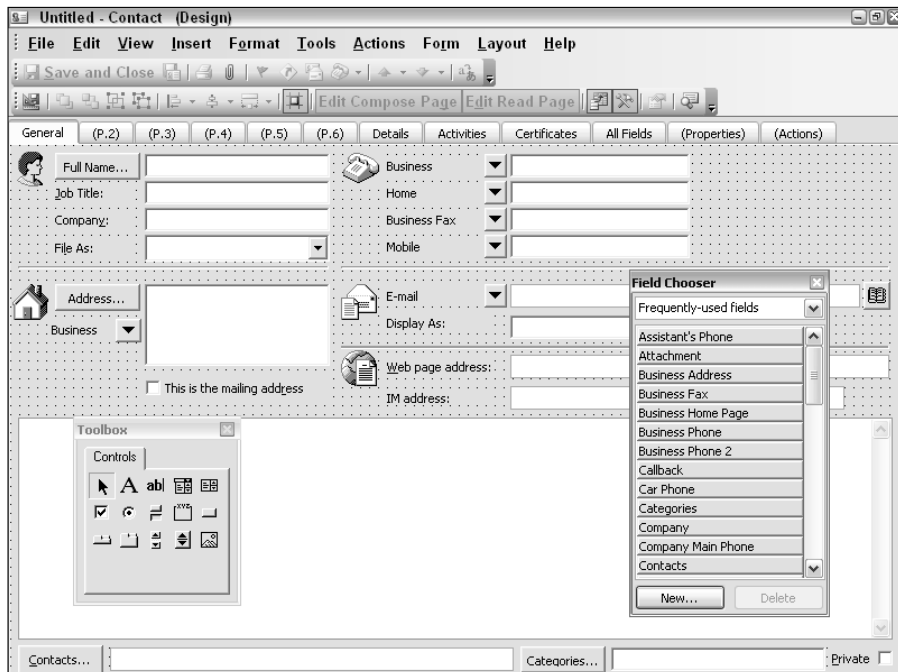 Untitled - Contact (Design)
File Edit View Insert Format Tools Actions Form Layout Help
Save and Close
Edit Compose Page Edit Read Page
General (P.2) (P.3) (P.4) (P.5) (P.6) Details Activities Certificates All Fields (Properties) (Actions)
Full Name... Business
Job Title: Home
Company: Business Fax
File As: Mobile
Field Chooser
Address... E-mail Frequently-used fields
Business Display As:
Assistant's Phone
Attachment
Web page address: Business Address
This is the mailing address
IM address: Business Fax
Business Home Page
Toolbox Business Phone
Controls Business Phone 2
Callback
A ab| Car Phone
XYZ
Categories
Company
Company Main Phone
Contacts
New... Delete
Contacts... Categories... Private